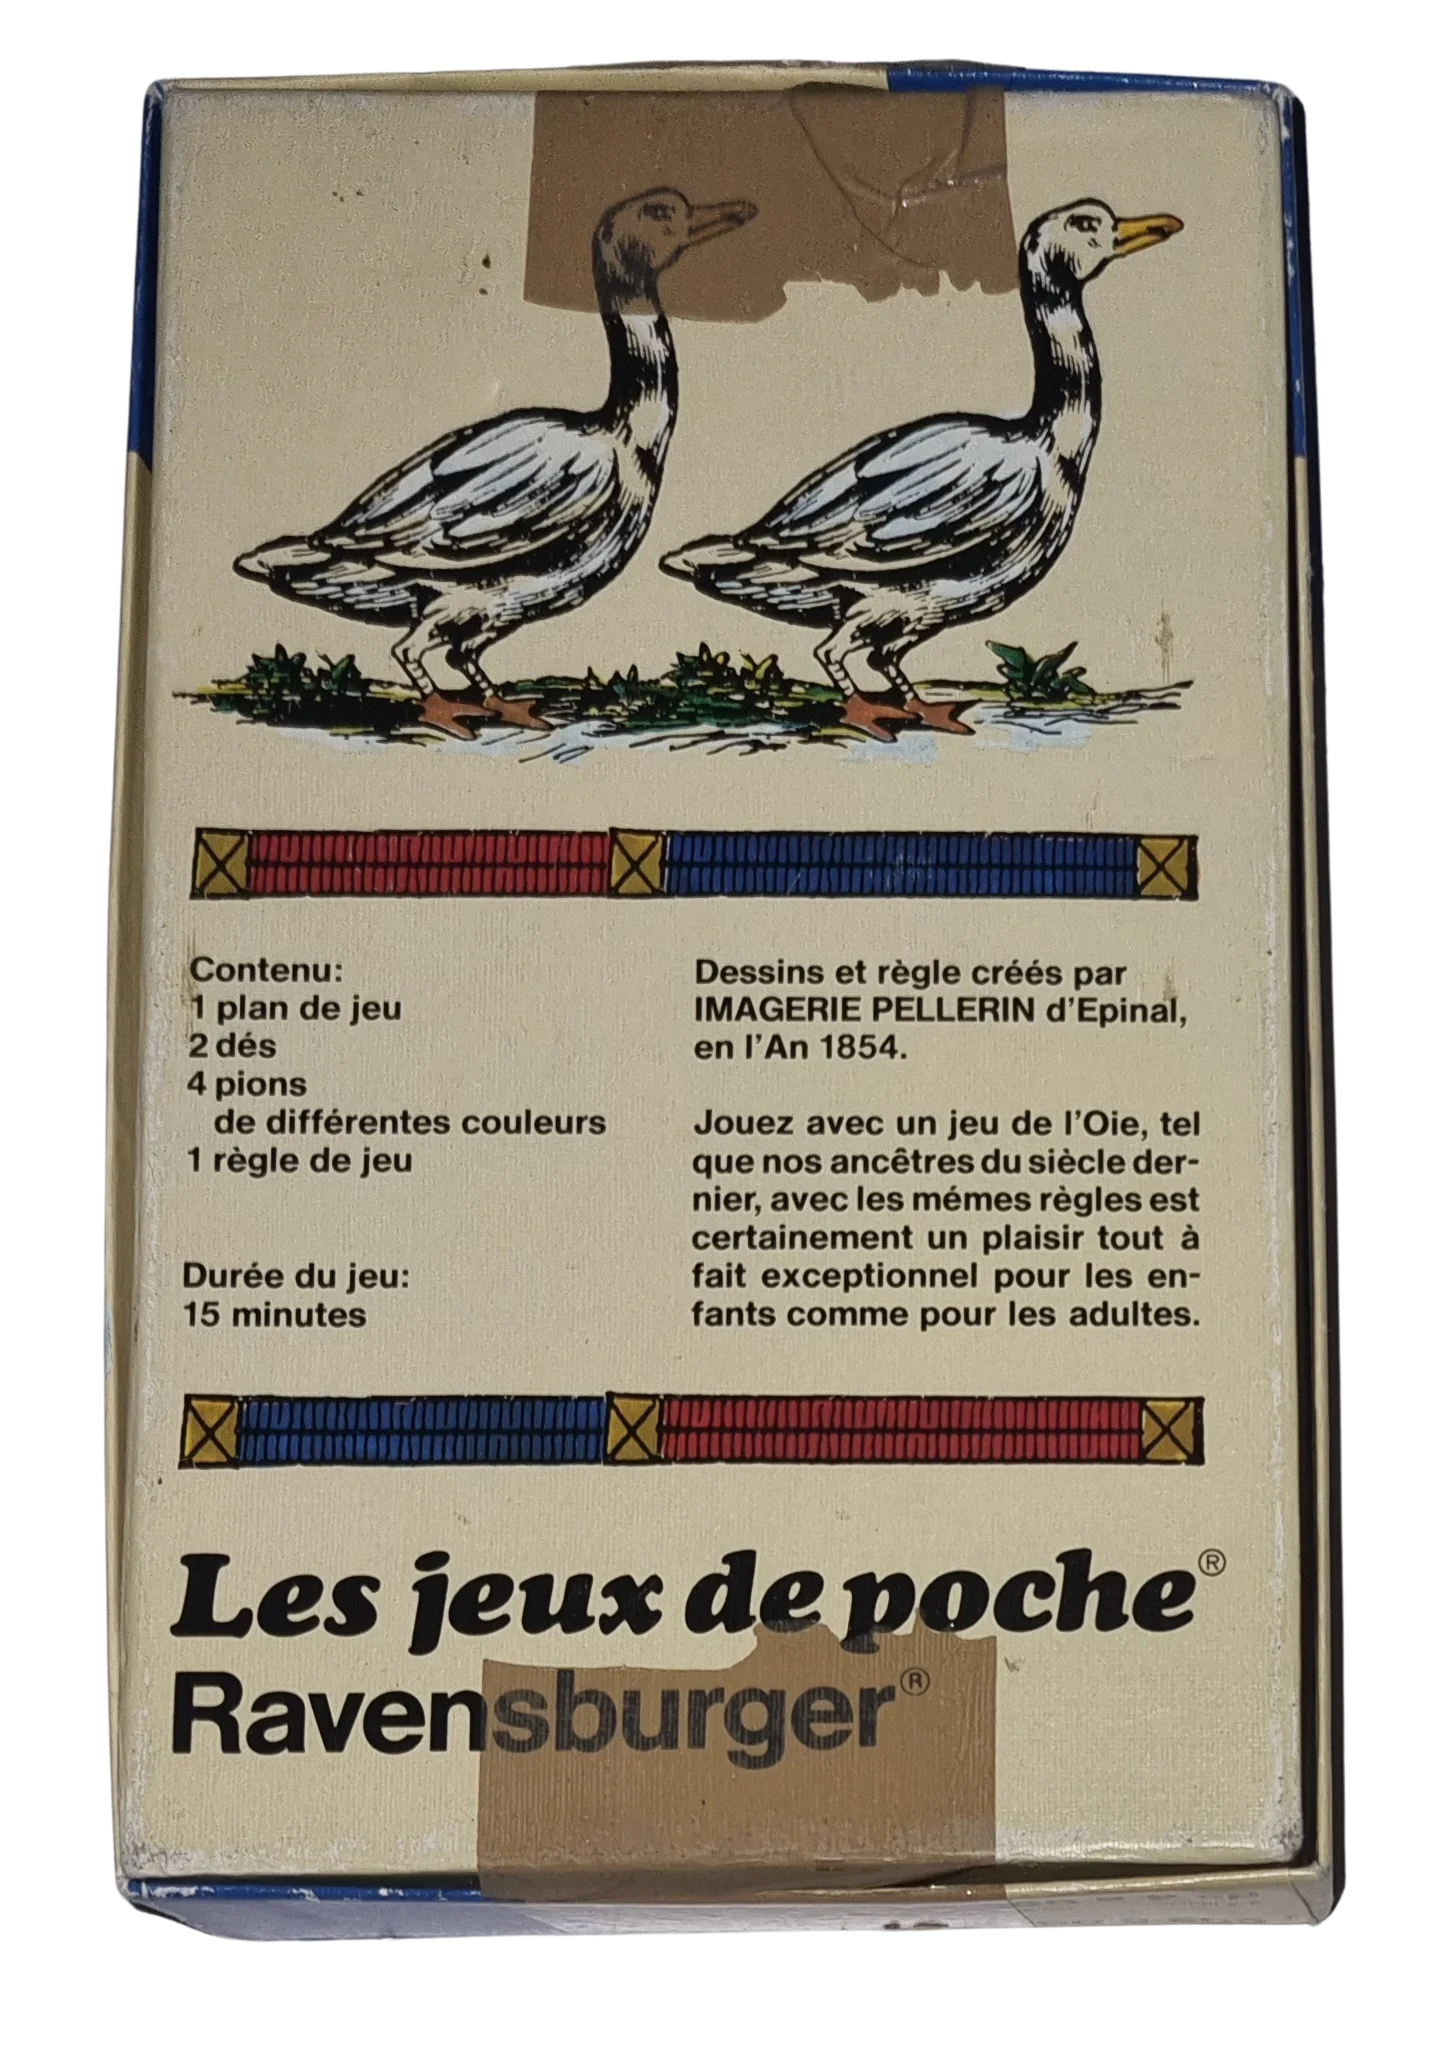 Contenu:
1 plan de jeu
2 dés
4 pions
de différentes couleurs
1 règle de jeu
Durée du jeu:
15 minutes
Dessins et règle créés par
IMAGERIE PELLERIN d'Epinal,
en l'An 1854.
Jouez avec un jeu de l'Oie, tel
que nos ancêtres du siècle der-
nier, avec les mémes règles est
certainement un plaisir tout à
fait exceptionnel pour les en-
fants comme pour les adultes.
Les jeux de poche®
Ravensburger®